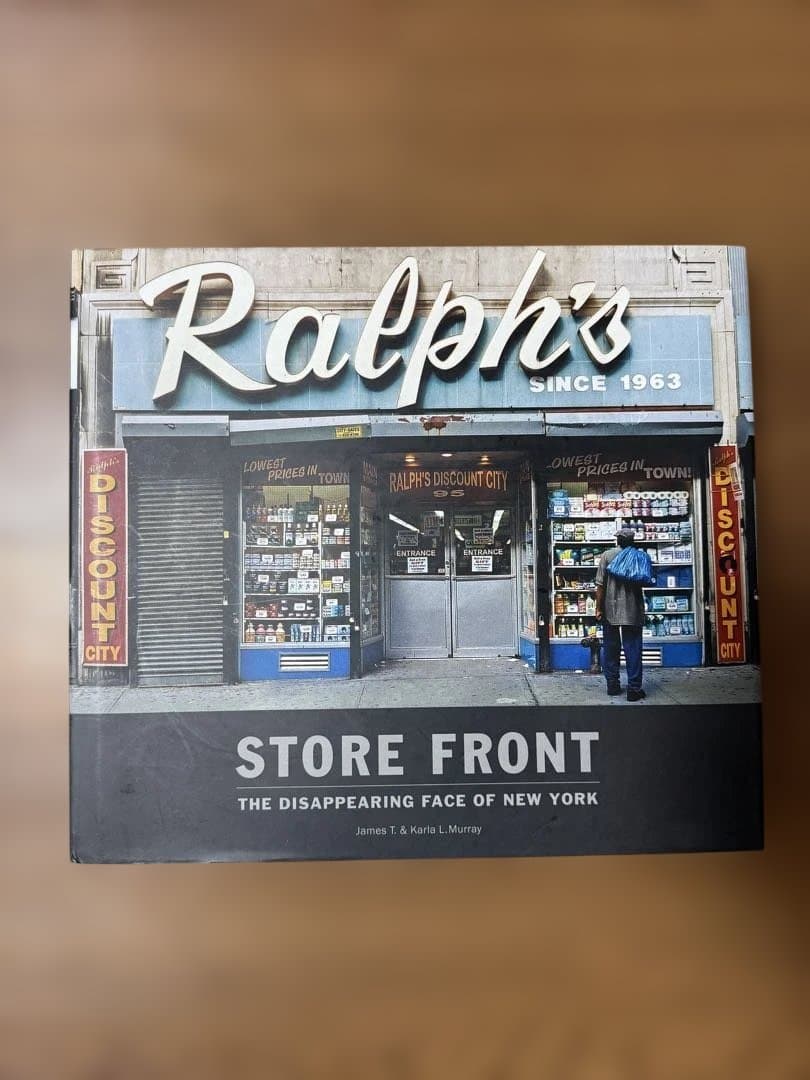 Ralph's
SINCE 1963
LOWEST PRICES IN TOWN
RALPH'S DISCOUNT CITY
95
LOWEST PRICES IN TOWN!
Ralph's
DISCOUNT
CITY
ENTRANCE
ENTRANCE
DISCOUNT
CITY
STORE FRONT
THE DISAPPEARING FACE OF NEW YORK
James T. & Karla L.Murray